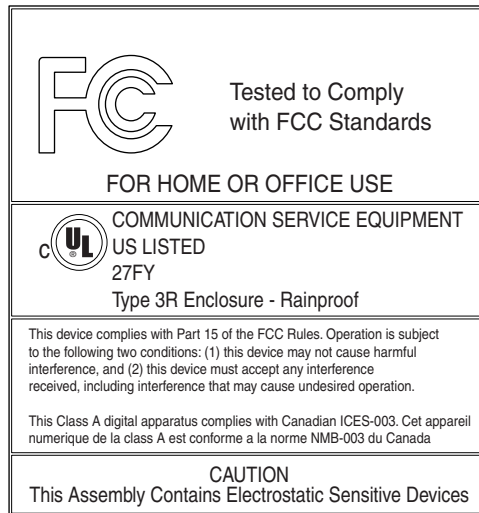 FCC
Tested to Comply
with FCC Standards
FOR HOME OR OFFICE USE
COMMUNICATION SERVICE EQUIPMENT
C UL ® US LISTED
27FY
Type 3R Enclosure - Rainproof
This device complies with Part 15 of the FCC Rules. Operation is subject
to the following two conditions: (1) this device may not cause harmful
interference, and (2) this device must accept any interference
received, including interference that may cause undesired operation.
This Class A digital apparatus complies with Canadian ICES-003. Cet appareil
numerique de la class A est conforme a la norme NMB-003 du Canada
CAUTION
This Assembly Contains Electrostatic Sensitive Devices